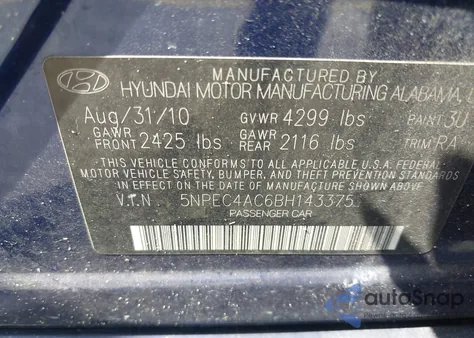 MANUFACTURED BY
HYUNDAI MOTOR MANUFACTURING ALABAMA,
Aug/31/10 GVWR 4299 lbs PAINT 3U
GAWR FRONT 2425 lbs GAWR REAR 2116 lbs TRIM RA
THIS VEHICLE CONFORMS TO ALL APPLICABLE U.S.A. FEDERAL
MOTOR VEHICLE SAFETY, BUMPER, AND THEFT PREVENTION
STANDARDS IN EFFECT ON THE DATE OF MANUFACTURE SHOWN ABOVE.
V.I.N. 5NPEC4AC6BH143375
PASSENGER CAR
autoSnap